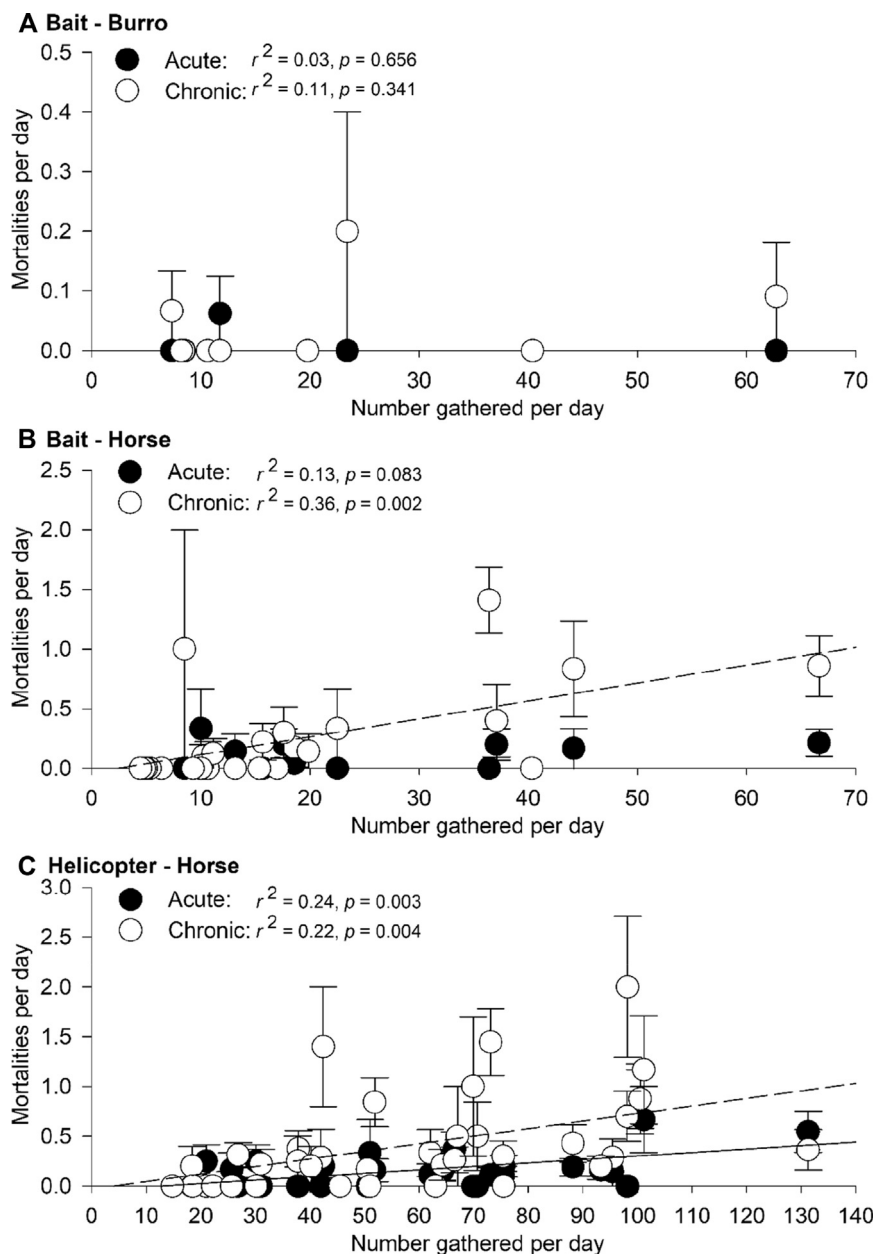 A Bait - Burro
Acute: r 2 = 0.03, p = 0.656
Chronic: r 2 = 0.11, p = 0.341
0.5
0.4
0.3
0.2
0.1
0.0
Mortalities per day
0 10 20 30 40 50 60 70
Number gathered per day
B Bait - Horse
Acute: r 2 = 0.13, p = 0.083
Chronic: r 2 = 0.36, p = 0.002
2.5
2.0
1.5
1.0
0.5
0.0
Mortalities per day
0 10 20 30 40 50 60 70
Number gathered per day
C Helicopter - Horse
Acute: r 2 = 0.24, p = 0.003
Chronic: r 2 = 0.22, p = 0.004
3.0
2.5
2.0
1.5
1.0
0.5
0.0
Mortalities per day
0 10 20 30 40 50 60 70 80 90 100 110 120 130 140
Number gathered per day